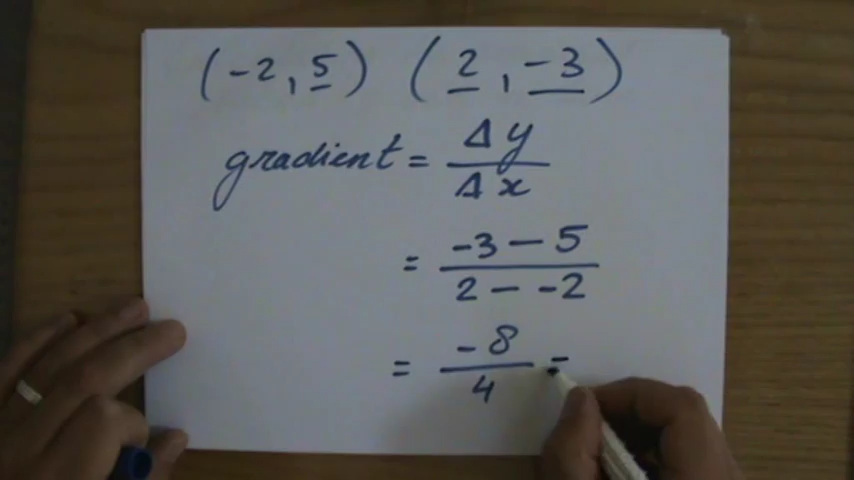 (-2, 5) (2, -3)
gradient = Δy / Δx
= -3 - 5 / 2 - -2
= -8 / 4 =